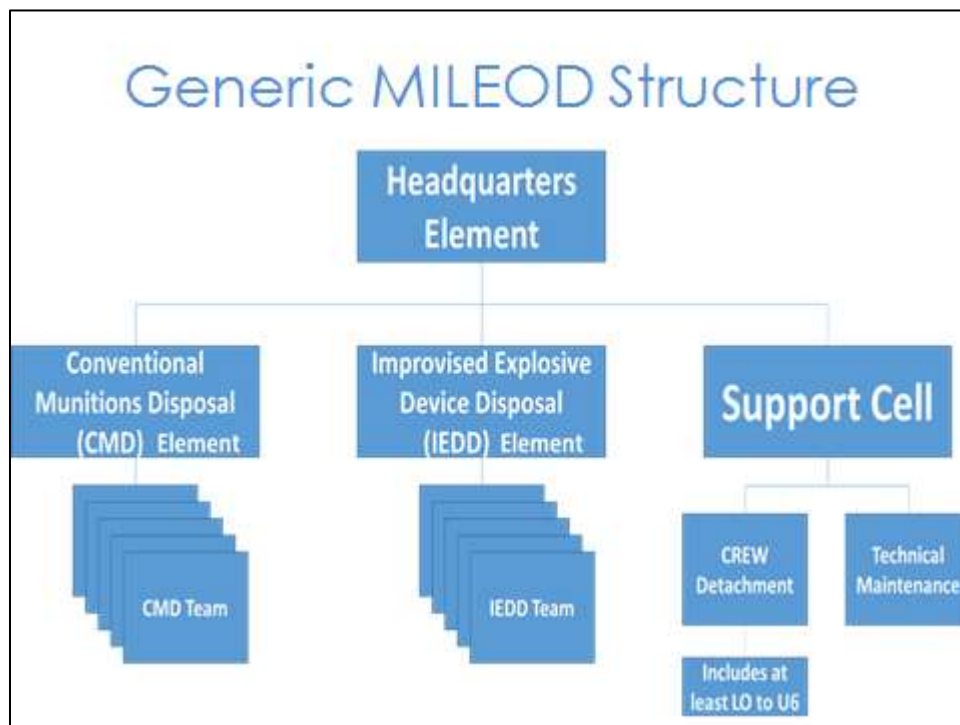 Generic MILEOD Structure
Headquarters
Element
Conventional
Munitions Disposal
(CMD) Element
Improvised Explosive
Device Disposal
(IEDD) Element
Support Cell
CMD Team
IEDD Team
CREW
Detachment
Technical
Maintenance
Includes at
least LO to U6